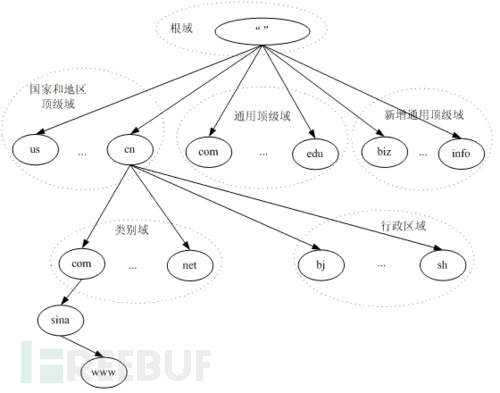 根域
“ ”
国家和地区
顶级域
通用顶级域
新增通用顶级域
us
...
cn
com
...
edu
biz
...
info
类别域
行政区域
com
...
net
bj
...
sh
sina
www
FREEBUF